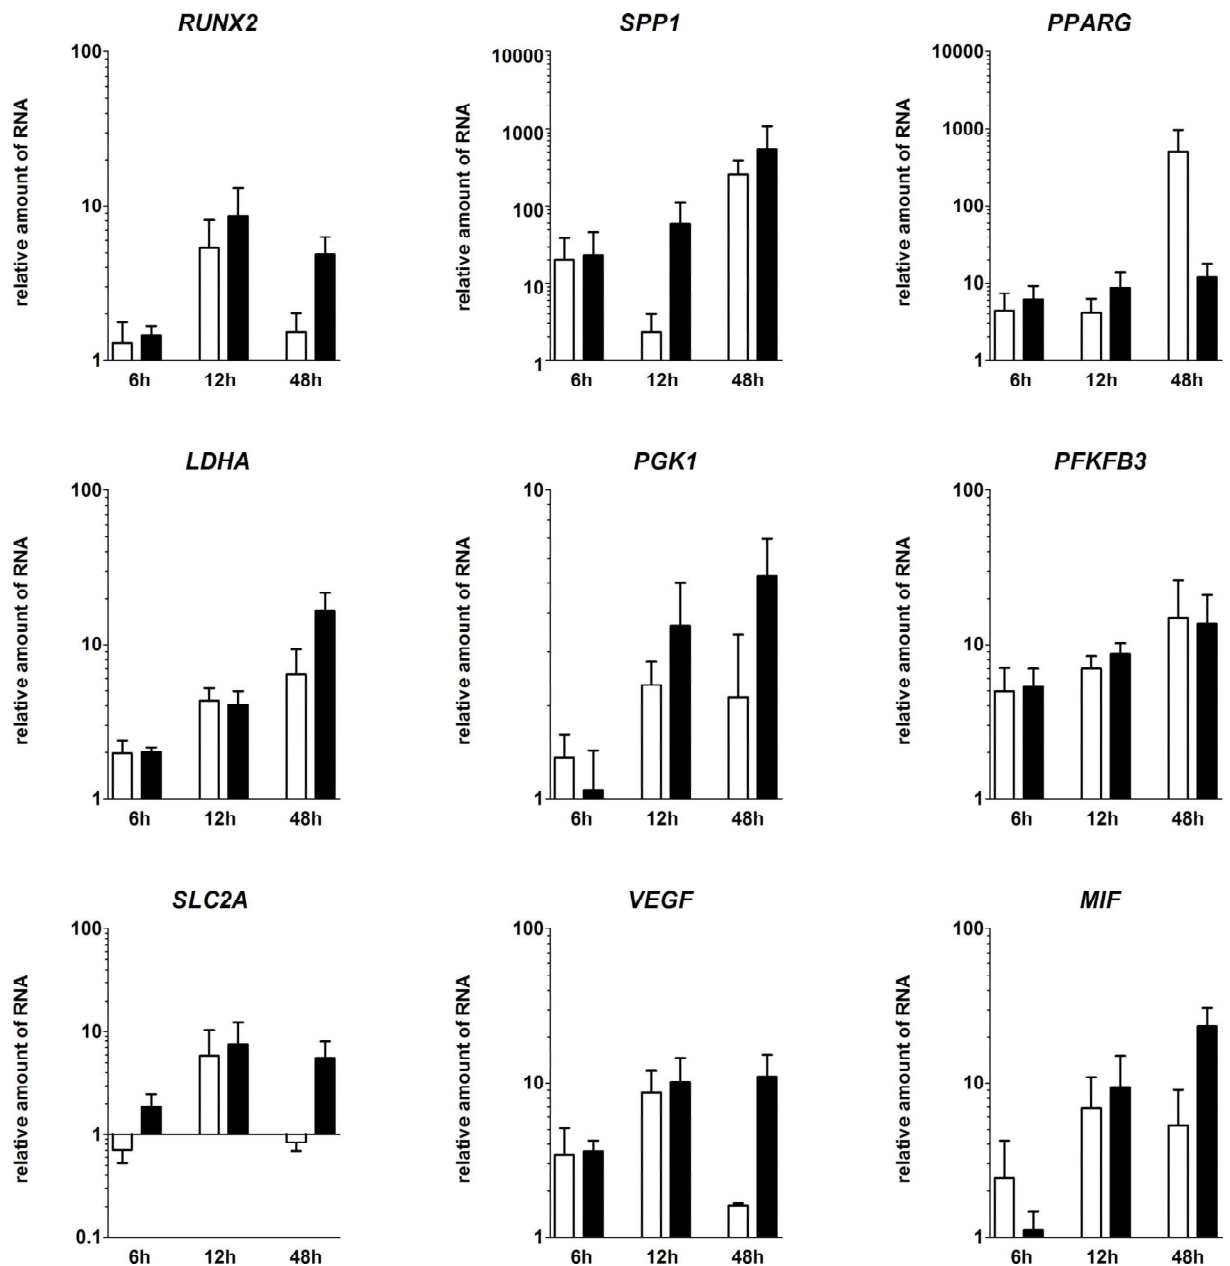 RUNX2
SPP1
PPARG
relative amount of RNA
100
10
1
6h 12h 48h
relative amount of RNA
10000
1000
100
10
1
6h 12h 48h
relative amount of RNA
10000
1000
100
10
1
6h 12h 48h
LDHA
PGK1
PFKFB3
relative amount of RNA
100
10
1
6h 12h 48h
relative amount of RNA
10
1
6h 12h 48h
relative amount of RNA
100
10
1
6h 12h 48h
SLC2A
VEGF
MIF
relative amount of RNA
100
10
1
0.1
6h 12h 48h
relative amount of RNA
100
10
1
6h 12h 48h
relative amount of RNA
100
10
1
6h 12h 48h